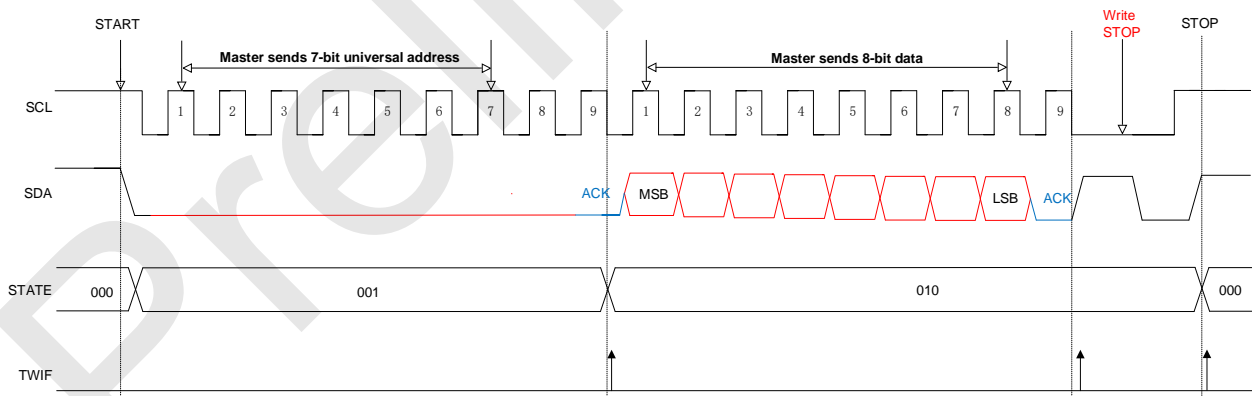 START
Write
STOP
STOP
Master sends 7-bit universal address
Master sends 8-bit data
SCL
1 2 3 4 5 6 7 8 9 1 2 3 4 5 6 7 8 9
SDA
ACK MSB LSB ACK
STATE
000 001 010 000
TWIF